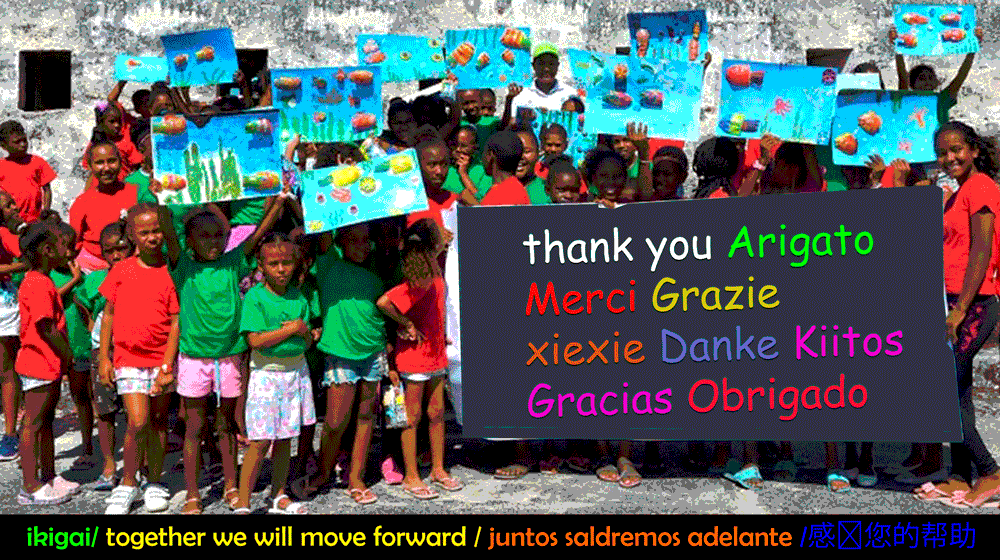 thank you Arigato
Merci Grazie
xiexie Danke Kiitos
Gracias Obrigado
ikigai/ together we will move forward / juntos saldremos adelante /感您的帮助